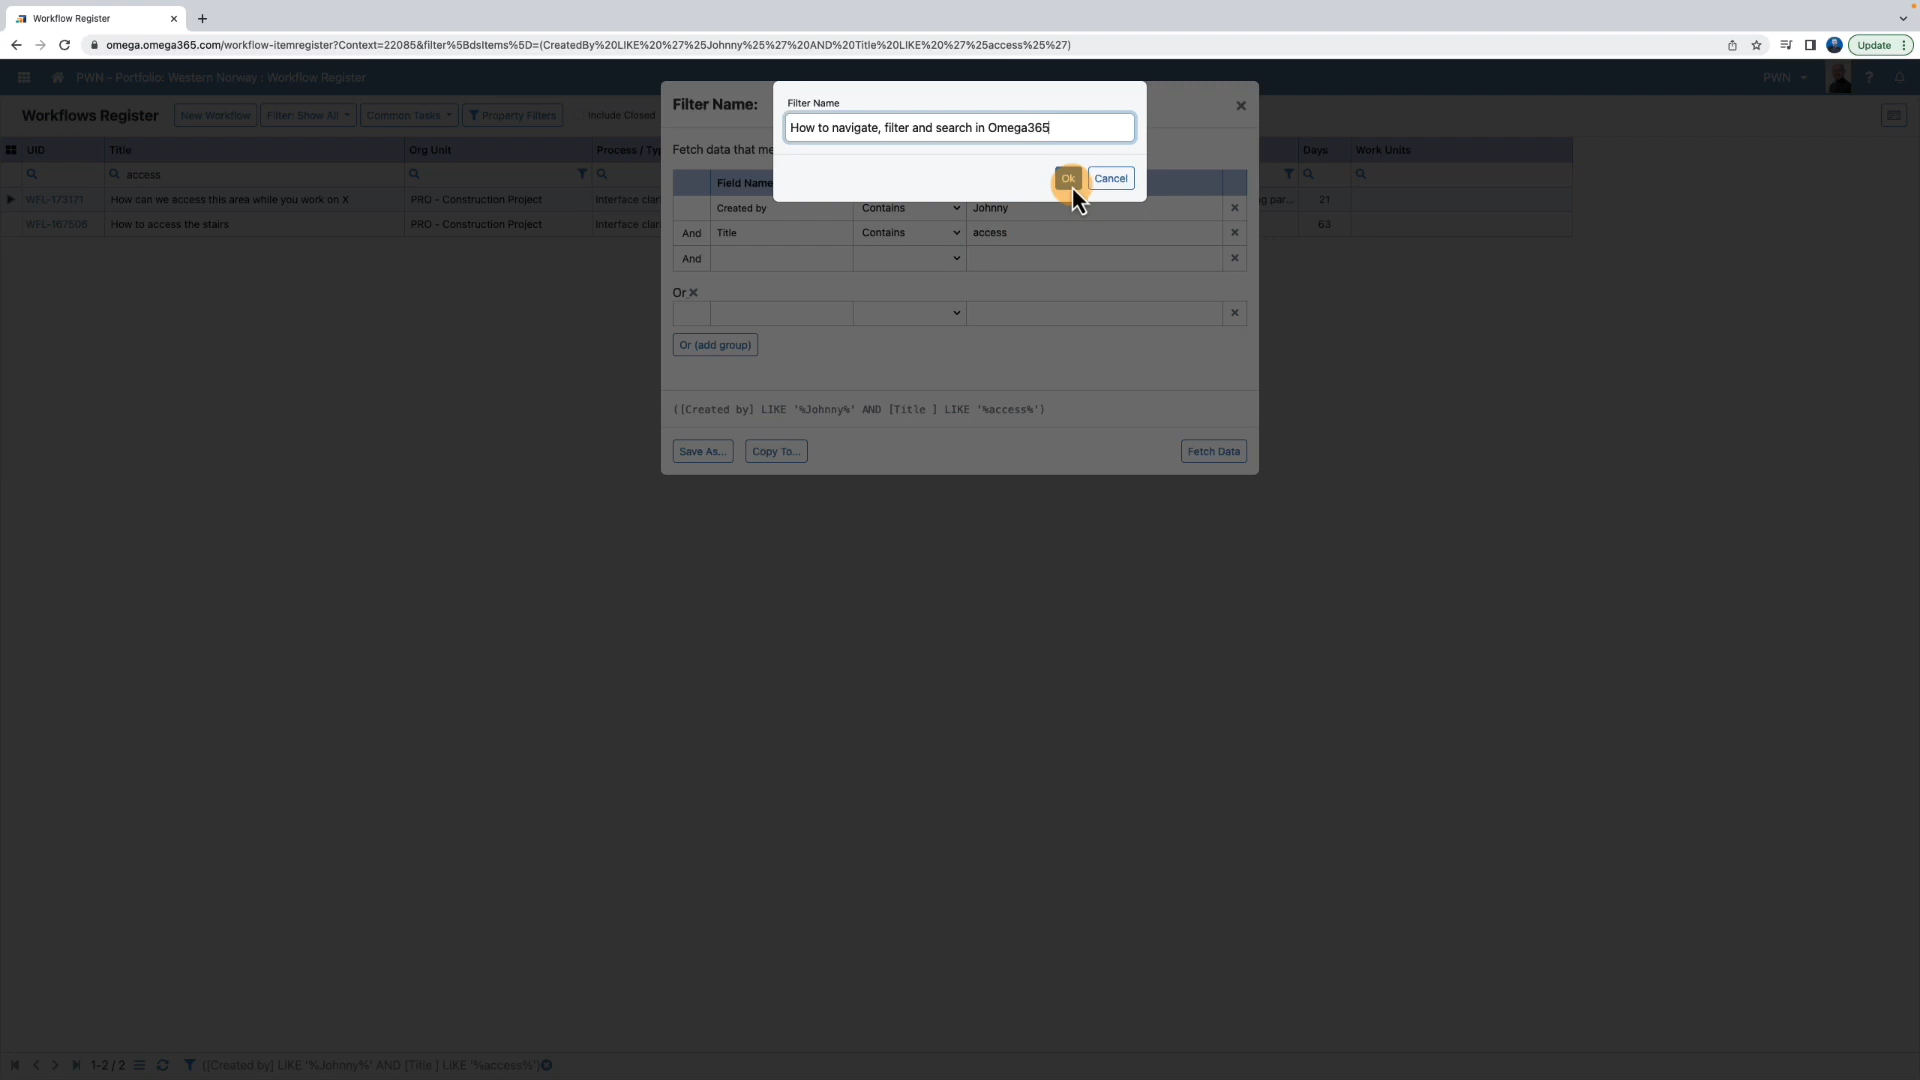 Workflow Register
omega.omega365.com/workflow-itemregister?Context=22085&filter%5BdsItems%5D=(CreatedBy%20LIKE%20%27%25Johnny%25%27%20AND%20Title%20LIKE%20%27%25access%25%27)
Update
PWN - Portfolio: Western Norway : Workflow Register
PWN
Workflows Register
New Workflow
Filter: Show All
Common Tasks
Property Filters
Include Closed
UID
Title
Org Unit
Process / Typ
Days
Work Units
access
WFL-173171
How can we access this area while you work on X
PRO - Construction Project
Interface clar
g par...
21
WFL-167506
How to access the stairs
PRO - Construction Project
Interface clar
63
Filter Name:
Fetch data that me
Field Name
Created by
Contains
Johnny
And
Title
Contains
access
And
Or
Or (add group)
([Created by] LIKE '%Johnny%' AND [Title ] LIKE '%access%')
Save As...
Copy To...
Fetch Data
Filter Name
How to navigate, filter and search in Omega365
Ok
Cancel
1-2 / 2
([Created by] LIKE '%Johnny%' AND [Title ] LIKE '%access%')